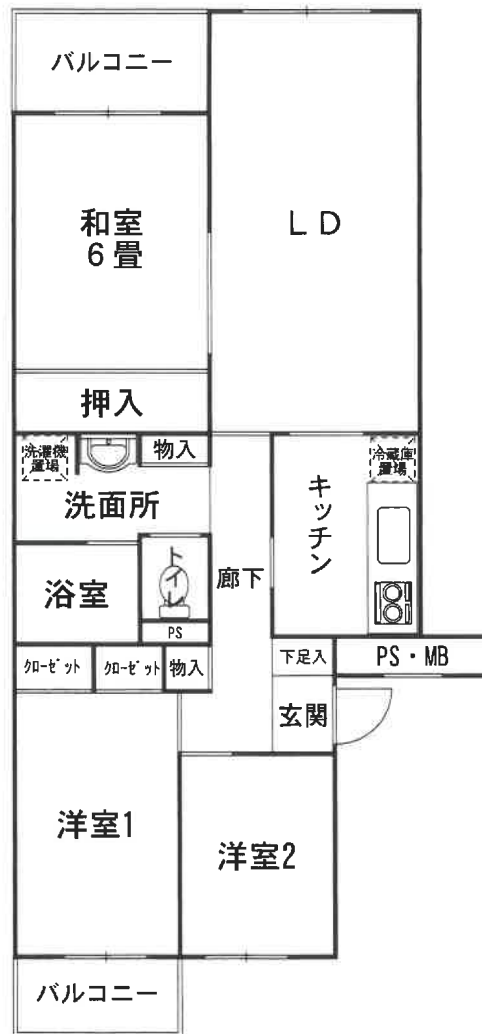 バルコニー
和室
6畳
LD
押入
洗濯機
置場
物入
冷蔵庫
置場
洗面所
キッチン
トイレ
浴室
廊下
PS
クローゼット
クローゼット
物入
下足入
PS・MB
玄関
洋室1
洋室2
バルコニー